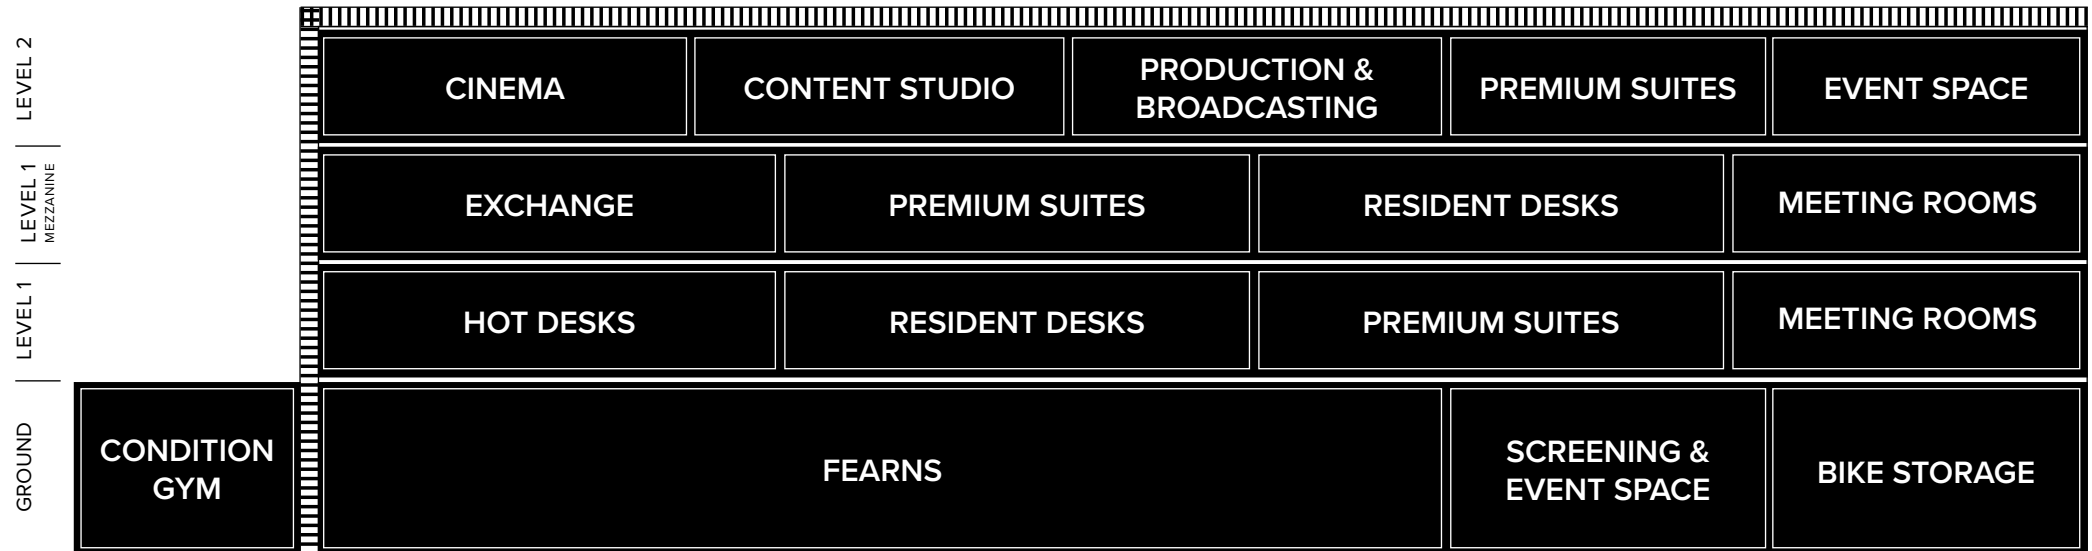 LEVEL 2
CINEMA
CONTENT STUDIO
PRODUCTION &
BROADCASTING
PREMIUM SUITES
EVENT SPACE
LEVEL 1
MEZZANINE
EXCHANGE
PREMIUM SUITES
RESIDENT DESKS
MEETING ROOMS
LEVEL 1
HOT DESKS
RESIDENT DESKS
PREMIUM SUITES
MEETING ROOMS
GROUND
CONDITION
GYM
FEARNS
SCREENING &
EVENT SPACE
BIKE STORAGE